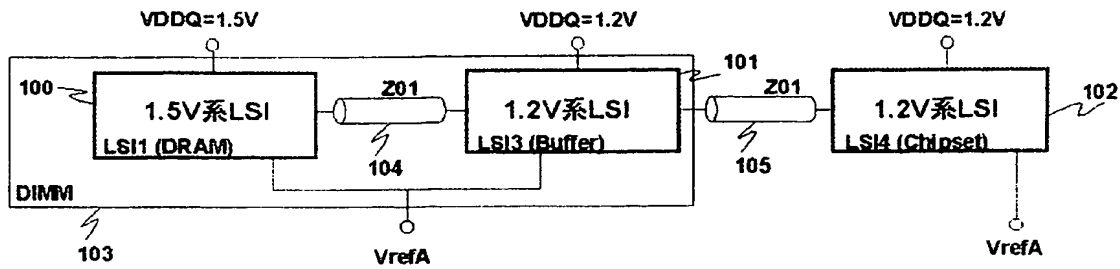 VDDQ=1.5V
VDDQ=1.2V
VDDQ=1.2V
100
1.5V系LSI
LSI1 (DRAM)
Z01
104
101
1.2V系LSI
LSI3 (Buffer)
Z01
105
102
1.2V系LSI
LSI4 (Chipset)
DIMM
103
VrefA
VrefA